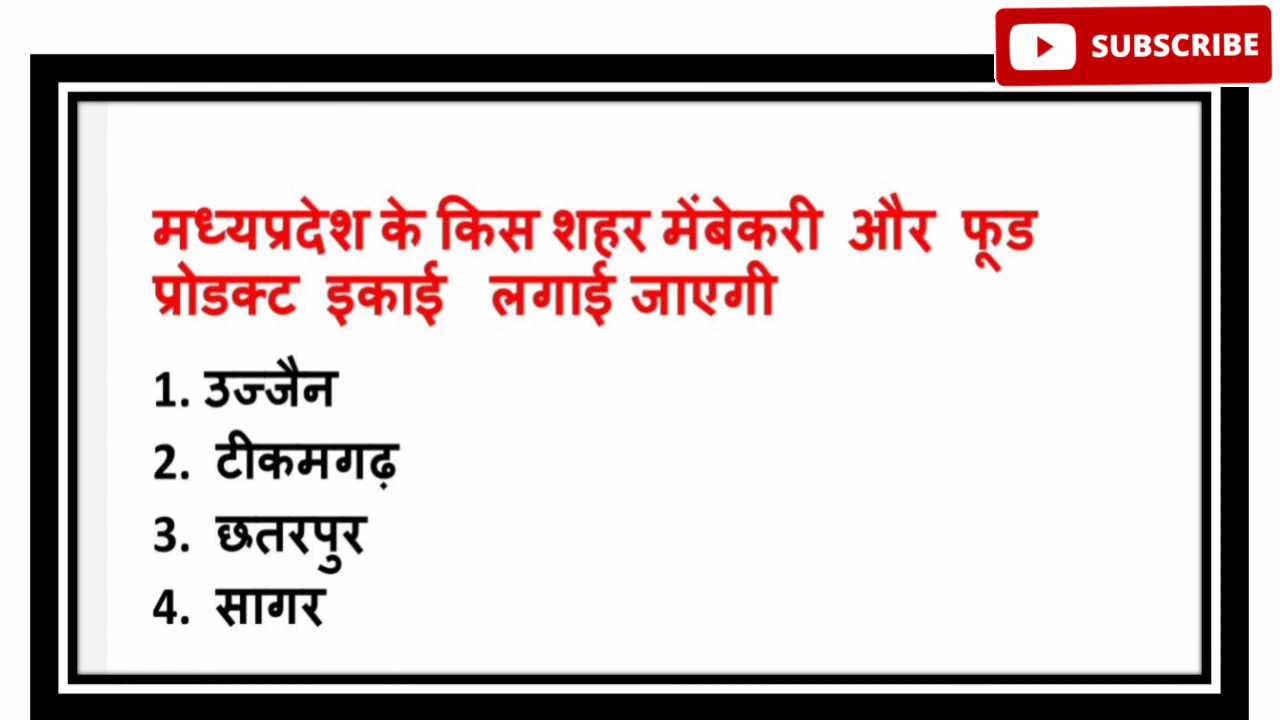 SUBSCRIBE
मध्यप्रदेश के किस शहर मेंबेकरी और फूड
प्रोडक्ट इकाई लगाई जाएगी
1. उज्जैन
2. टीकमगढ़
3. छतरपुर
4. सागर